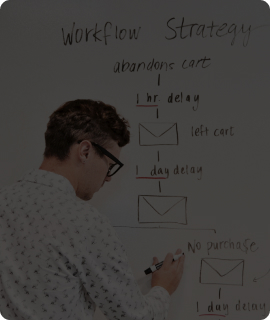 Workflow Strategy
abandons cart
1 hr. delay
left cart
1 day delay
No purchase
1 day delay